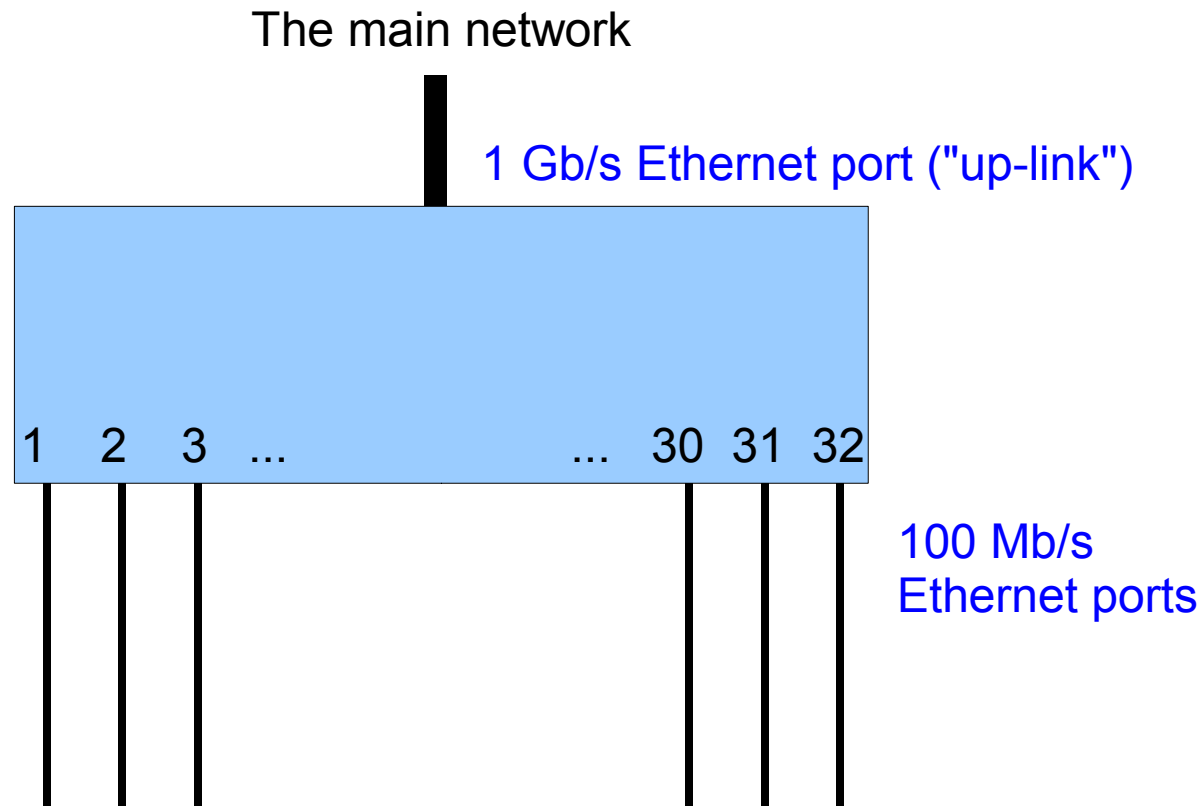 The main network
1 Gb/s Ethernet port ("up-link")
1 2 3 ... ... 30 31 32
100 Mb/s
Ethernet ports